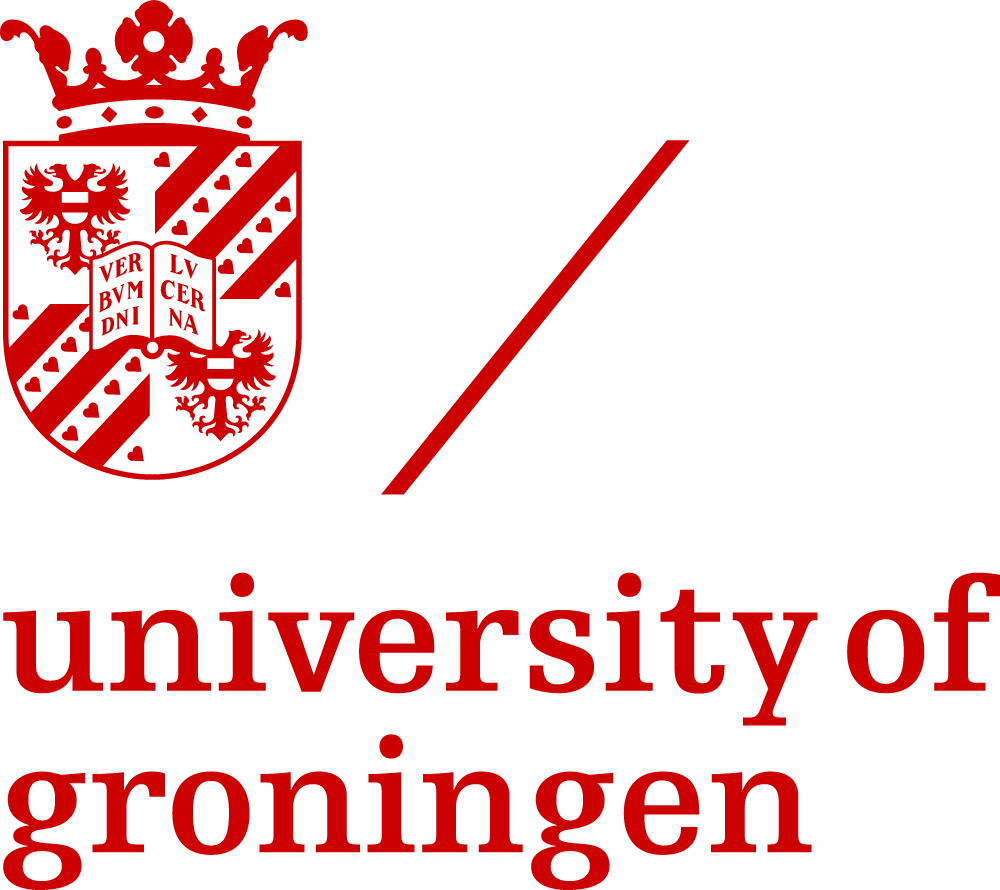 VER LV
BVM CER
DNI NA
/
university of
groningen